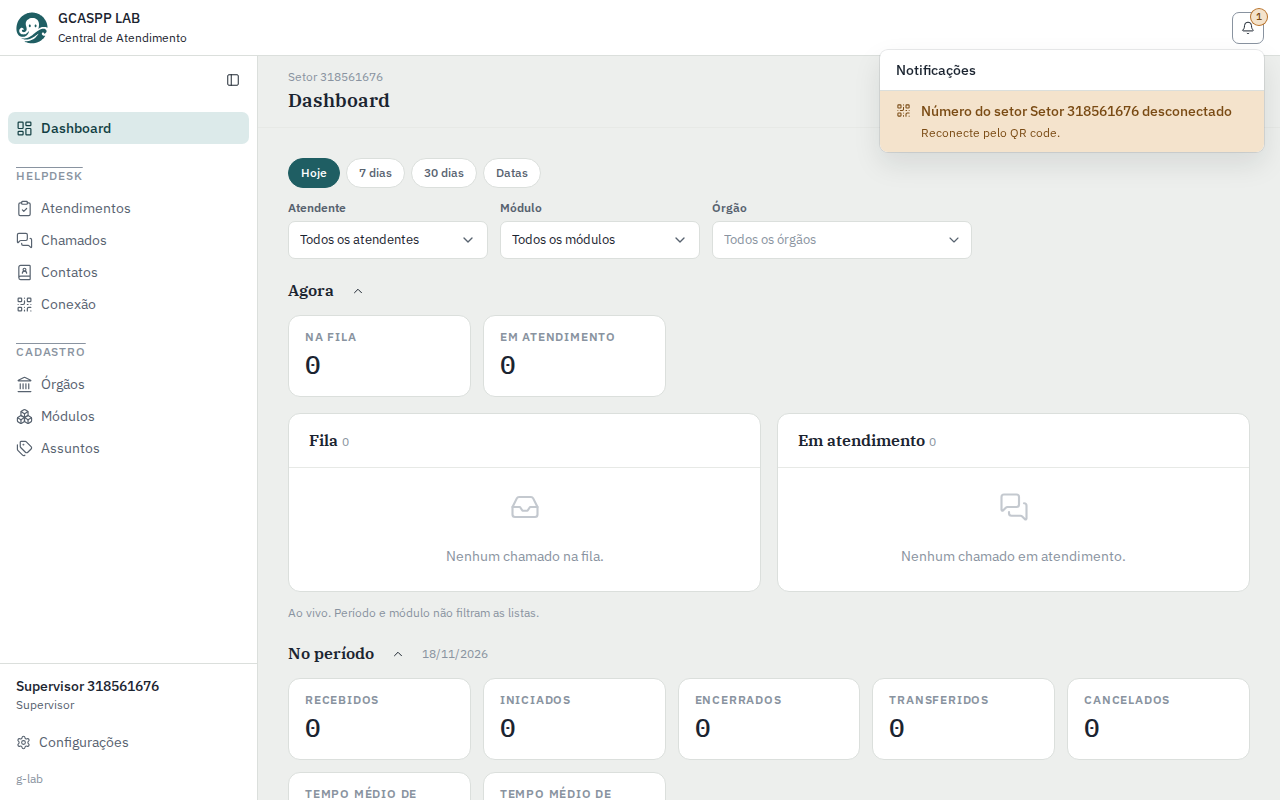 GCASPP LAB
Central de Atendimento
1
Notificações
Número do setor Setor 318561676 desconectado
Reconecte pelo QR code.
Dashboard
HELPDESK
Atendimentos
Chamados
Contatos
Conexão
CADASTRO
Órgãos
Módulos
Assuntos
Supervisor 318561676
Supervisor
Configurações
g-lab
Setor 318561676
Dashboard
Hoje 7 dias 30 dias Datas
Atendente Módulo Órgão
Todos os atendentes Todos os módulos Todos os órgãos
Agora
NA FILA EM ATENDIMENTO
0 0
Fila 0 Em atendimento 0
Nenhum chamado na fila. Nenhum chamado em atendimento.
Ao vivo. Período e módulo não filtram as listas.
No período 18/11/2026
RECEBIDOS INICIADOS ENCERRADOS TRANSFERIDOS CANCELADOS
0 0 0 0 0
TEMPO MÉDIO DE TEMPO MÉDIO DE